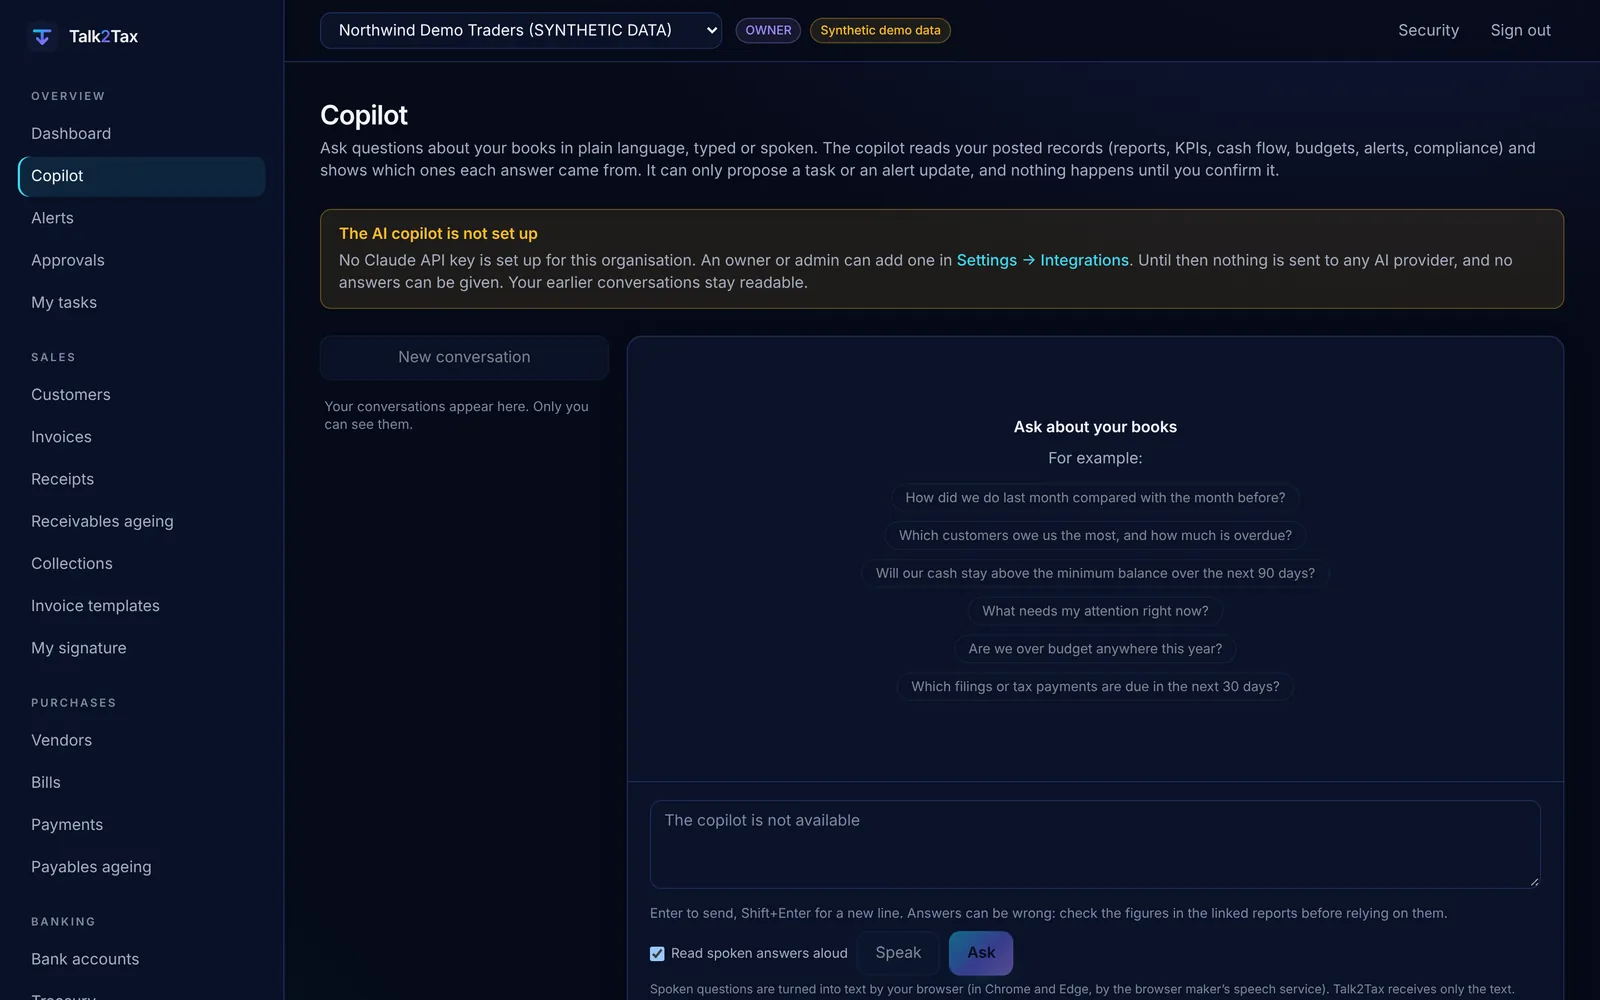 Talk2Tax
Northwind Demo Traders (SYNTHETIC DATA)
OWNER
Synthetic demo data
Security
Sign out
OVERVIEW
Dashboard
Copilot
Alerts
Approvals
My tasks
SALES
Customers
Invoices
Receipts
Receivables ageing
Collections
Invoice templates
My signature
PURCHASES
Vendors
Bills
Payments
Payables ageing
BANKING
Bank accounts
Treasury
Copilot
Ask questions about your books in plain language, typed or spoken. The copilot reads your posted records (reports, KPIs, cash flow, budgets, alerts, compliance) and
shows which ones each answer came from. It can only propose a task or an alert update, and nothing happens until you confirm it.
The AI copilot is not set up
No Claude API key is set up for this organisation. An owner or admin can add one in Settings → Integrations. Until then nothing is sent to any AI provider, and no
answers can be given. Your earlier conversations stay readable.
New conversation
Your conversations appear here. Only you
can see them.
Ask about your books
For example:
How did we do last month compared with the month before?
Which customers owe us the most, and how much is overdue?
Will our cash stay above the minimum balance over the next 90 days?
What needs my attention right now?
Are we over budget anywhere this year?
Which filings or tax payments are due in the next 30 days?
The copilot is not available
Enter to send, Shift+Enter for a new line. Answers can be wrong: check the figures in the linked reports before relying on them.
Read spoken answers aloud
Speak
Ask
Spoken questions are turned into text by your browser (in Chrome and Edge, by the browser maker's speech service). Talk2Tax receives only the text.